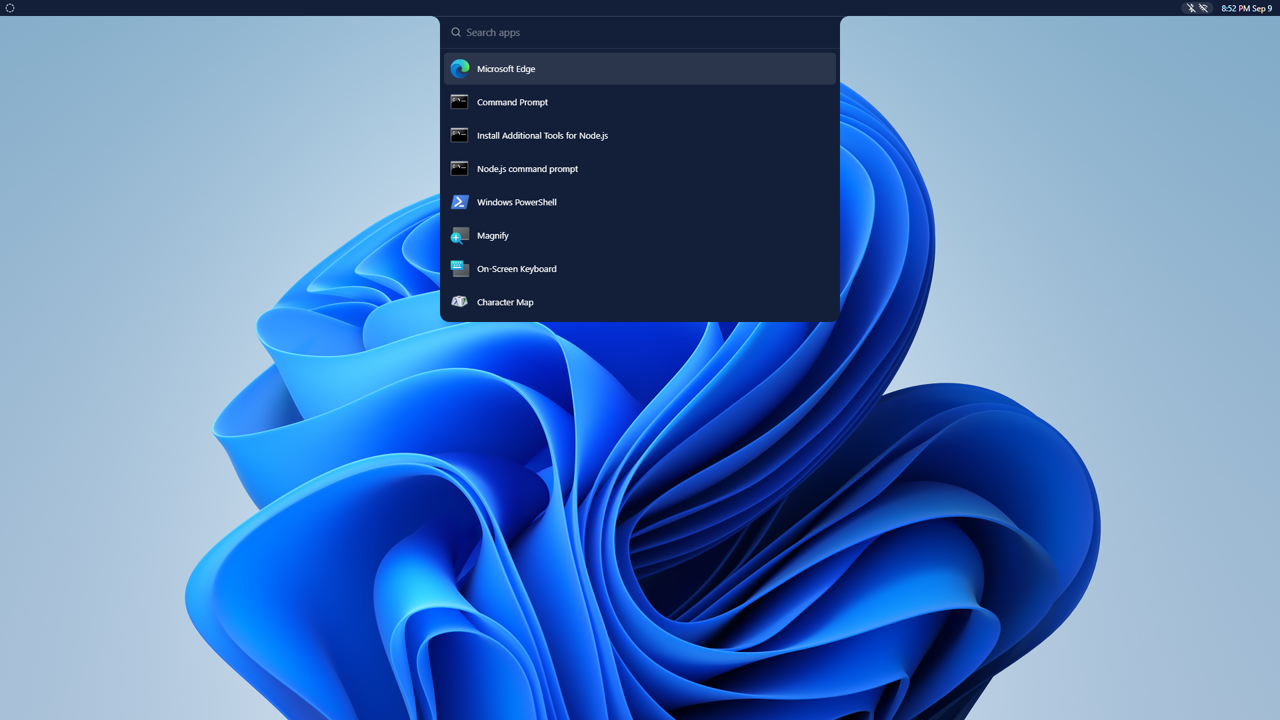 8:52 PM Sep 9
Search apps
Microsoft Edge
Command Prompt
Install Additional Tools for Node.js
Node.js command prompt
Windows PowerShell
Magnify
On-Screen Keyboard
Character Map